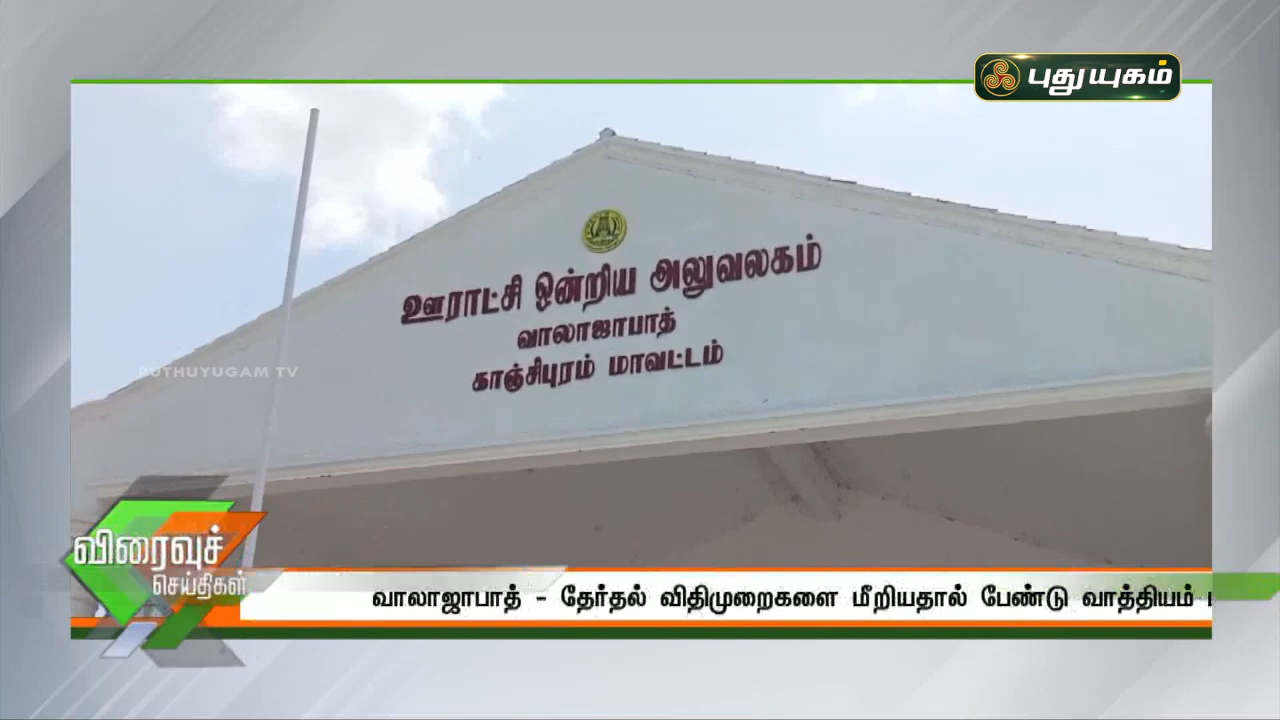 புதுயுகம்
ஊராட்சி ஒன்றிய அலுவலகம்
வாலாஜாபாத்
காஞ்சிபுரம் மாவட்டம்
PUTHUYUGAM TV
விரைவுச்
செய்திகள்
வாலாஜாபாத் - தேர்தல் விதிமுறைகளை மீறியதால் பேண்டு வாத்தியம்